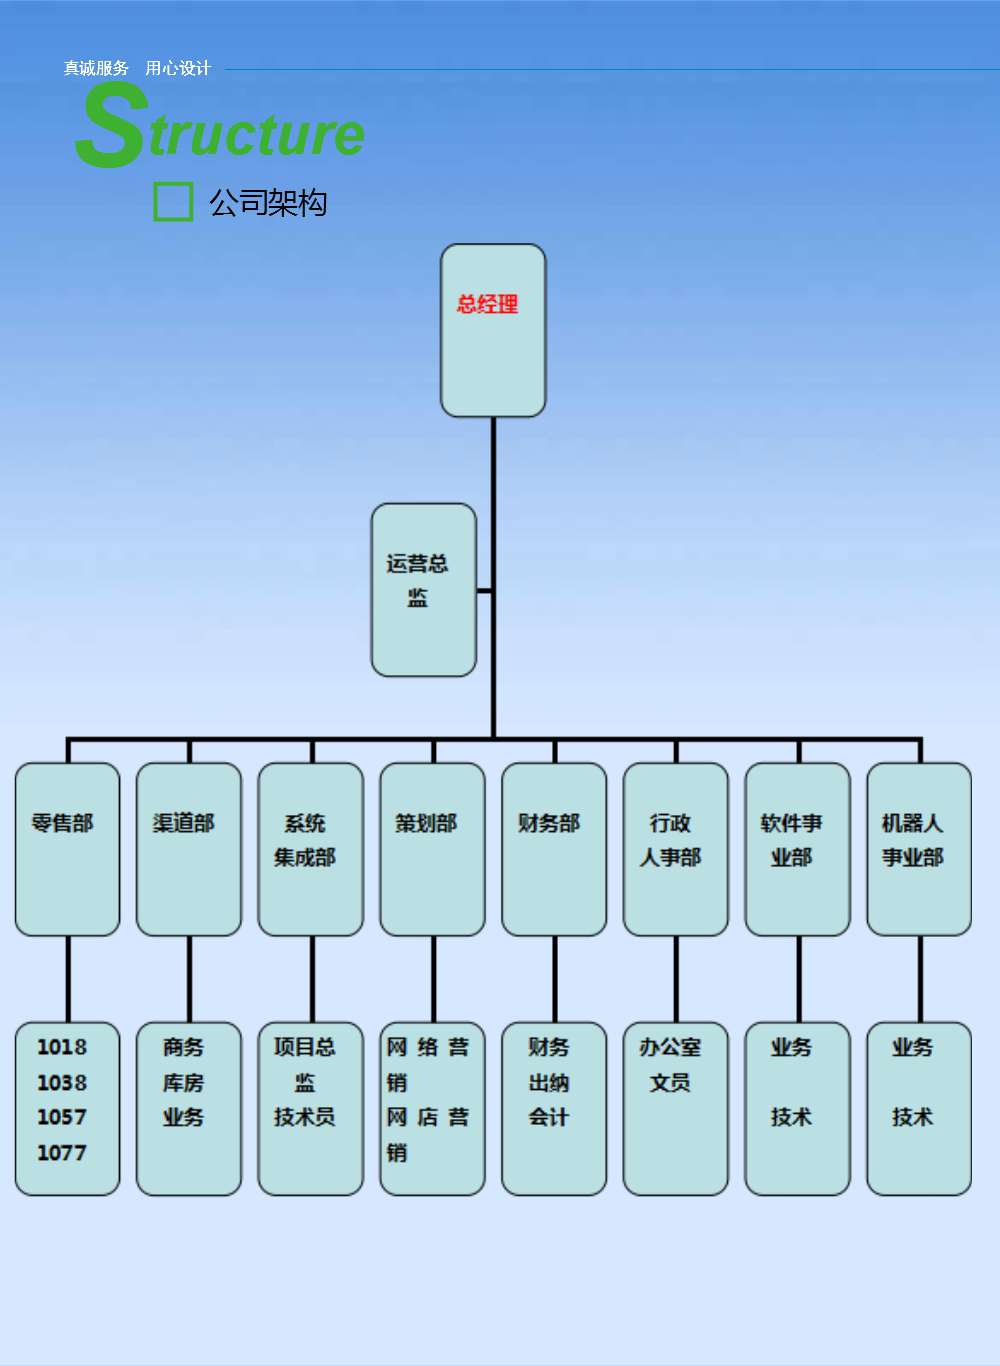 真诚服务 用心设计
Structure
公司架构
总经理
运营总
监
零售部
渠道部
系统
集成部
策划部
财务部
行政
人事部
软件事
业部
机器人
事业部
1018
1038
1057
1077
商务
库房
业务
项目总
监
技术员
网 络 营
销
网 店 营
销
财务
出纳
会计
办公室
文员
业务
技术
业务
技术